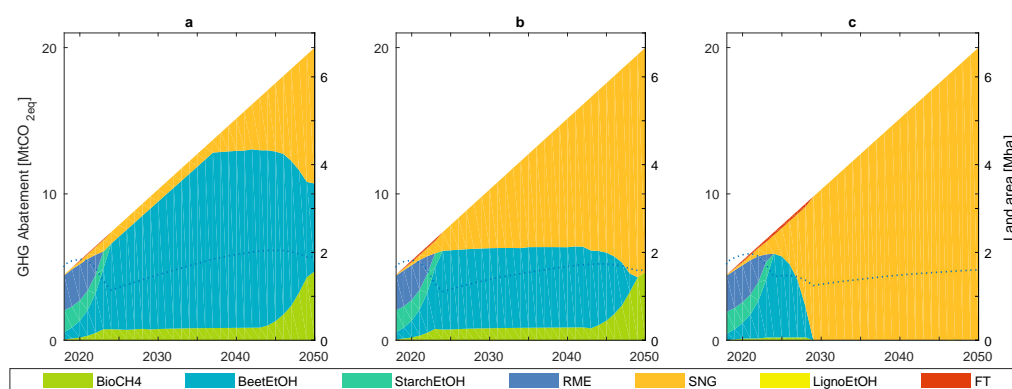 a b c
20 20 20
6 6 6
GHG Abatement [MtCO2eq]
10 10 10
4 4 4
Land area [Mha]
2 2 2
0 0 0 0 0 0
2020 2030 2040 2050 2020 2030 2040 2050 2020 2030 2040 2050
BioCH4 BeetEtOH StarchEtOH RME SNG LignoEtOH FT